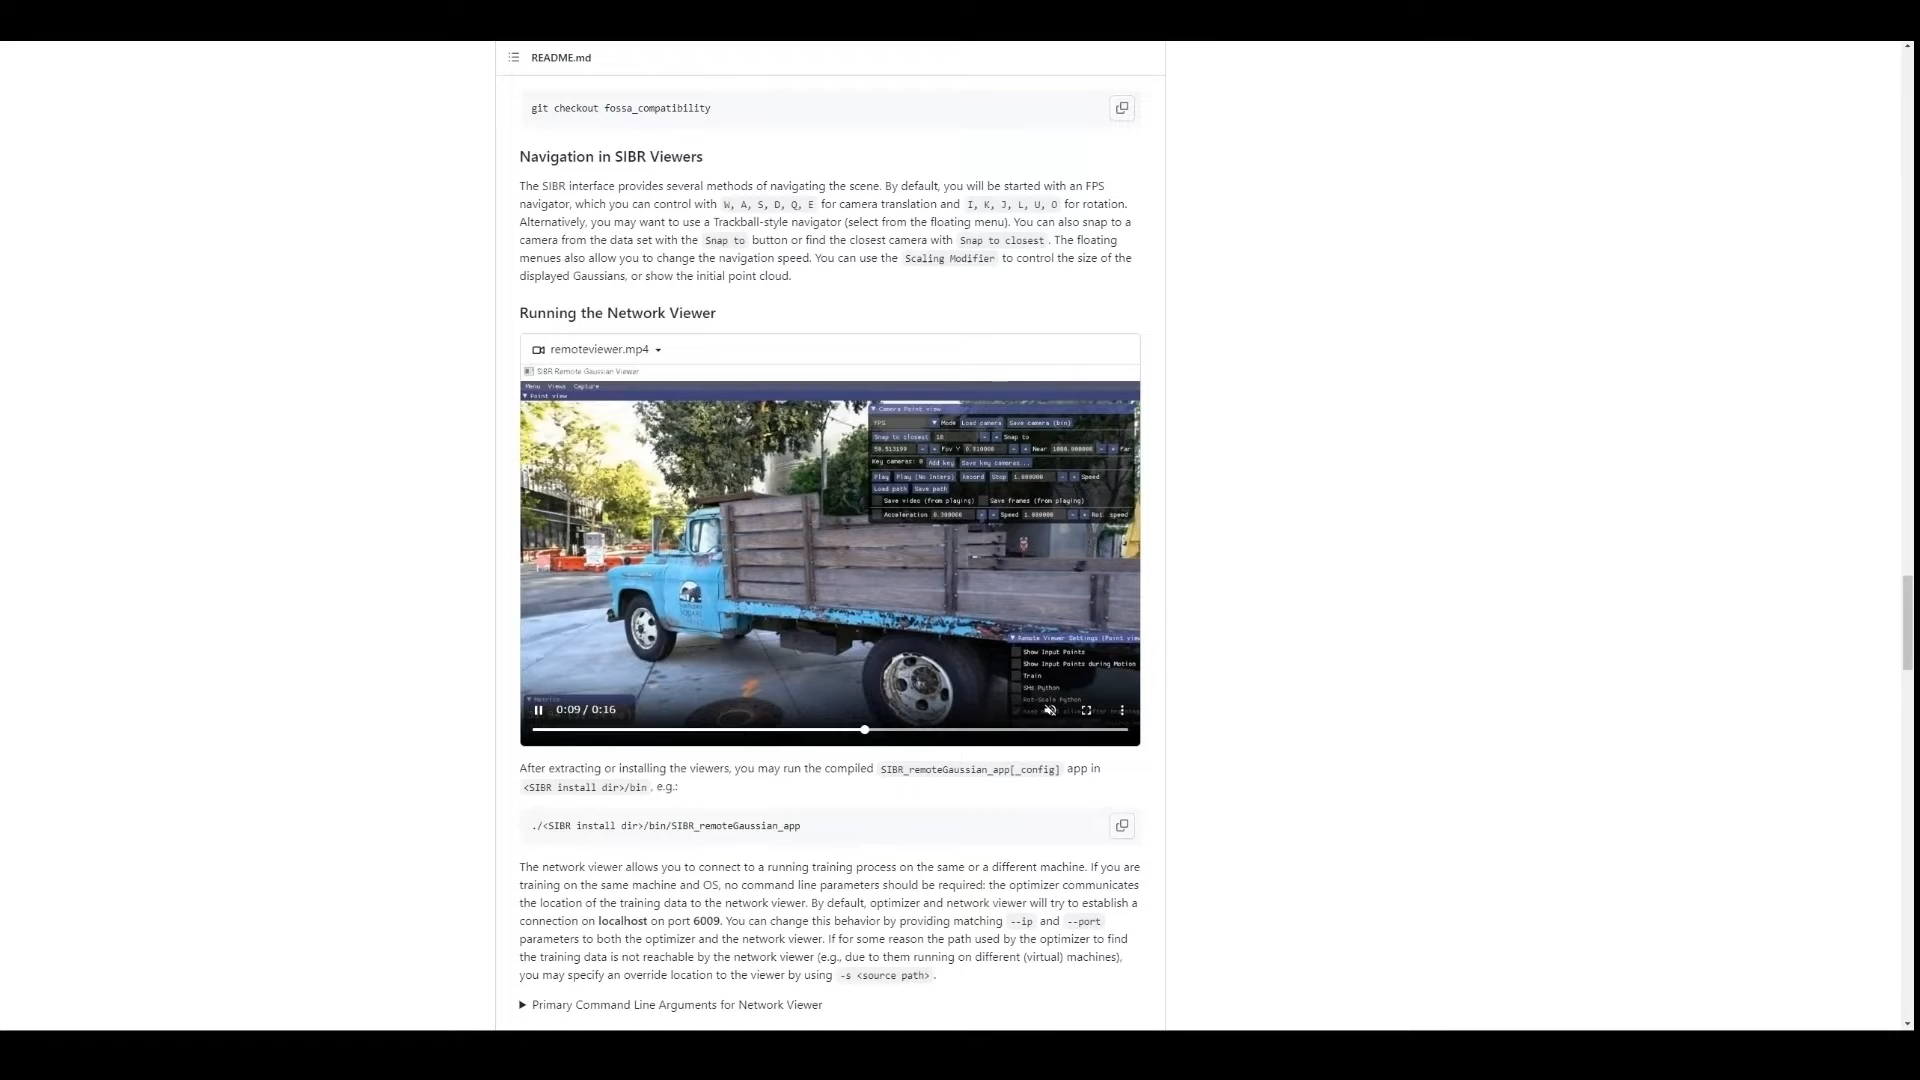 README.md
git checkout fossa_compatibility
Navigation in SIBR Viewers
The SIBR interface provides several methods of navigating the scene. By default, you will be started with an FPS
navigator, which you can control with W, A, S, D, Q, E for camera translation and I, K, J, L, U, O for rotation.
Alternatively, you may want to use a Trackball-style navigator (select from the floating menu). You can also snap to a
camera from the data set with the Snap to button or find the closest camera with Snap to closest. The floating
menues also allow you to change the navigation speed. You can use the Scaling Modifier to control the size of the
displayed Gaussians, or show the initial point cloud.
Running the Network Viewer
remoteviewer.mp4
SIBR Remote Gaussian Viewer
Menu Views Capture
Point view
Camera Point view
FPS Mode Load camera Save camera (bin)
Snap to closest 10 - + Snap to
- + Fov Y - + Near - + Far
Key cameras: 0 Add key Save key cameras...
Play Play (No Interp) Record Stop 1.000000 - + Speed
Load path Save path
Save video (from playing) Save frames (from playing)
Acceleration 0.300000 - + Speed 1.000000 - + Rot. speed
Remote Viewer Settings (Point view
Show Input Points
Show Input Points during Motion
Train
SHs Python
Rot-Scale Python
Metrics
0:09 / 0:16
After extracting or installing the viewers, you may run the compiled SIBR_remoteGaussian_app[_config] app in
<SIBR install dir>/bin, e.g.:
./<SIBR install dir>/bin/SIBR_remoteGaussian_app
The network viewer allows you to connect to a running training process on the same or a different machine. If you are
training on the same machine and OS, no command line parameters should be required: the optimizer communicates
the location of the training data to the network viewer. By default, optimizer and network viewer will try to establish a
connection on localhost on port 6009. You can change this behavior by providing matching --ip and --port
parameters to both the optimizer and the network viewer. If for some reason the path used by the optimizer to find
the training data is not reachable by the network viewer (e.g., due to them running on different (virtual) machines),
you may specify an override location to the viewer by using -s <source path>.
Primary Command Line Arguments for Network Viewer